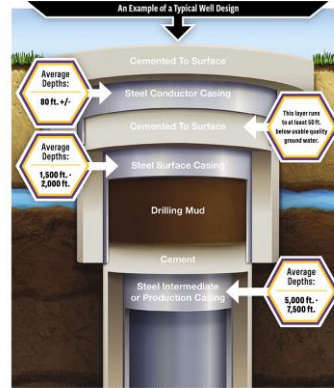 An Example of a Typical Well Design
Cemented To Surface
Average
Depths:
80 ft. +/-
Steel Conductor Casing
Cemented To Surface
This layer runs
to at least 50 ft.
below usable quality
ground water.
Average
Depths:
1,500 ft. -
2,000 ft.
Steel Surface Casing
Drilling Mud
Cement
Steel Intermediate
or Production Casing
Average
Depths:
5,000 ft. -
7,500 ft.